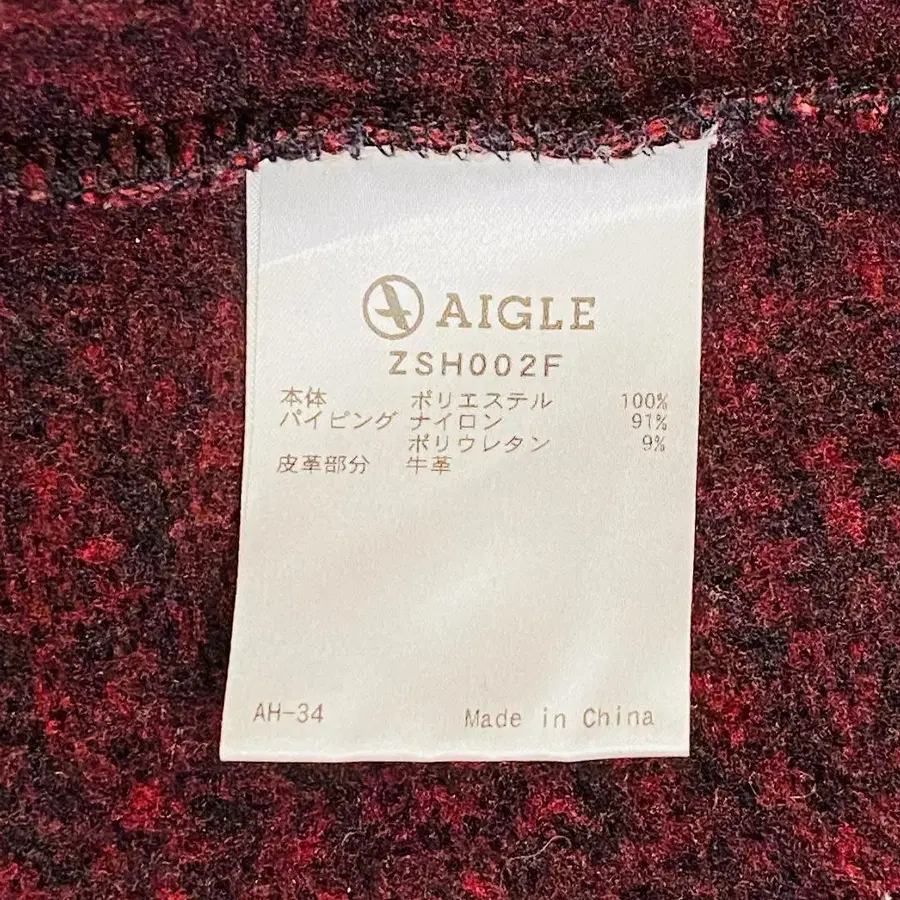 AIGLE
ZSH002F
本体 ポリエステル 100%
パイピング ナイロン 91%
ポリウレタン 9%
皮革部分 牛革
AH-34 Made in China